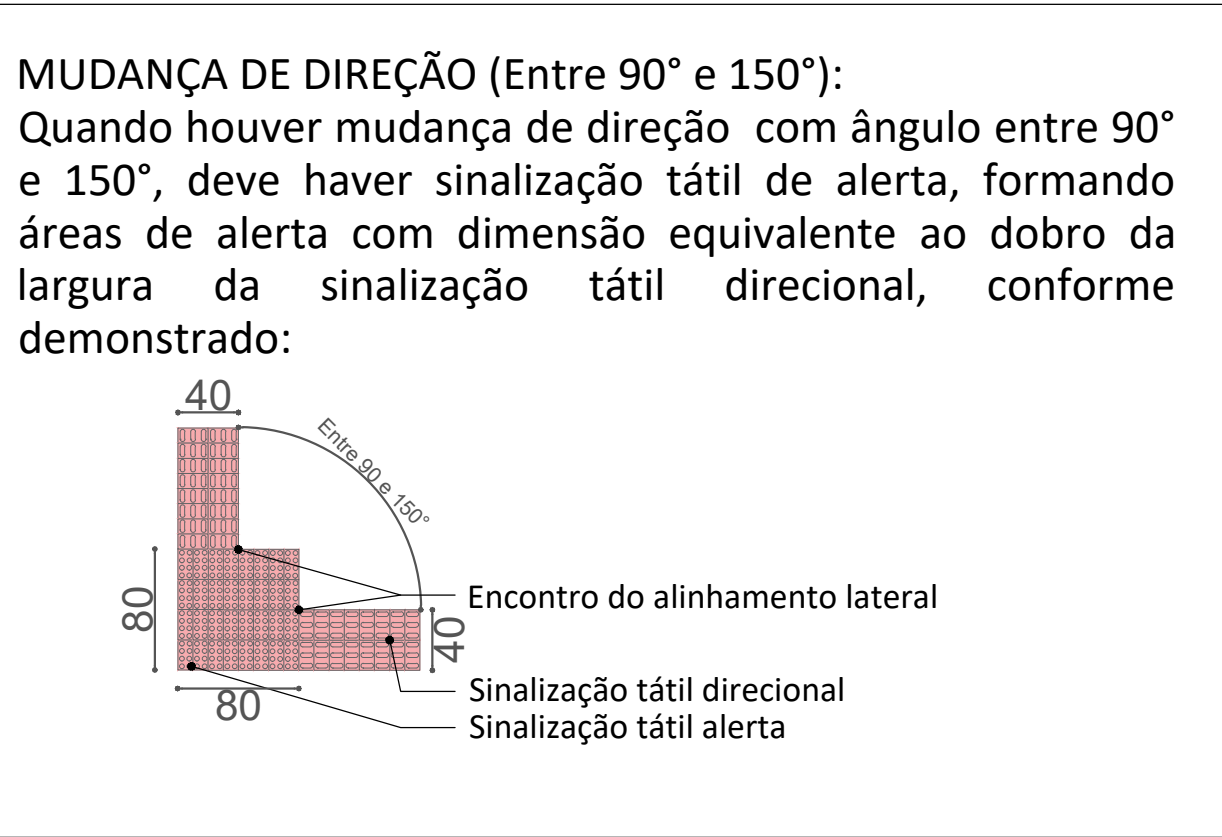 MUDANÇA DE DIREÇÃO (Entre 90° e 150°):
Quando houver mudança de direção com ângulo entre 90°
e 150°, deve haver sinalização tátil de alerta, formando
áreas de alerta com dimensão equivalente ao dobro da
largura da sinalização tátil direcional, conforme
demonstrado:
40
Entre 90 e 150°
80
Encontro do alinhamento lateral
40
80
Sinalização tátil direcional
Sinalização tátil alerta